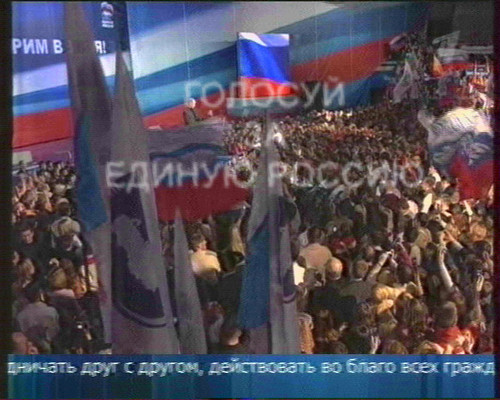 РИМ В
Я!
ГОЛОСУЙ
ЕДИНУЮ РОССИЮ
дничать друг с другом, действовать во благо всех гражд